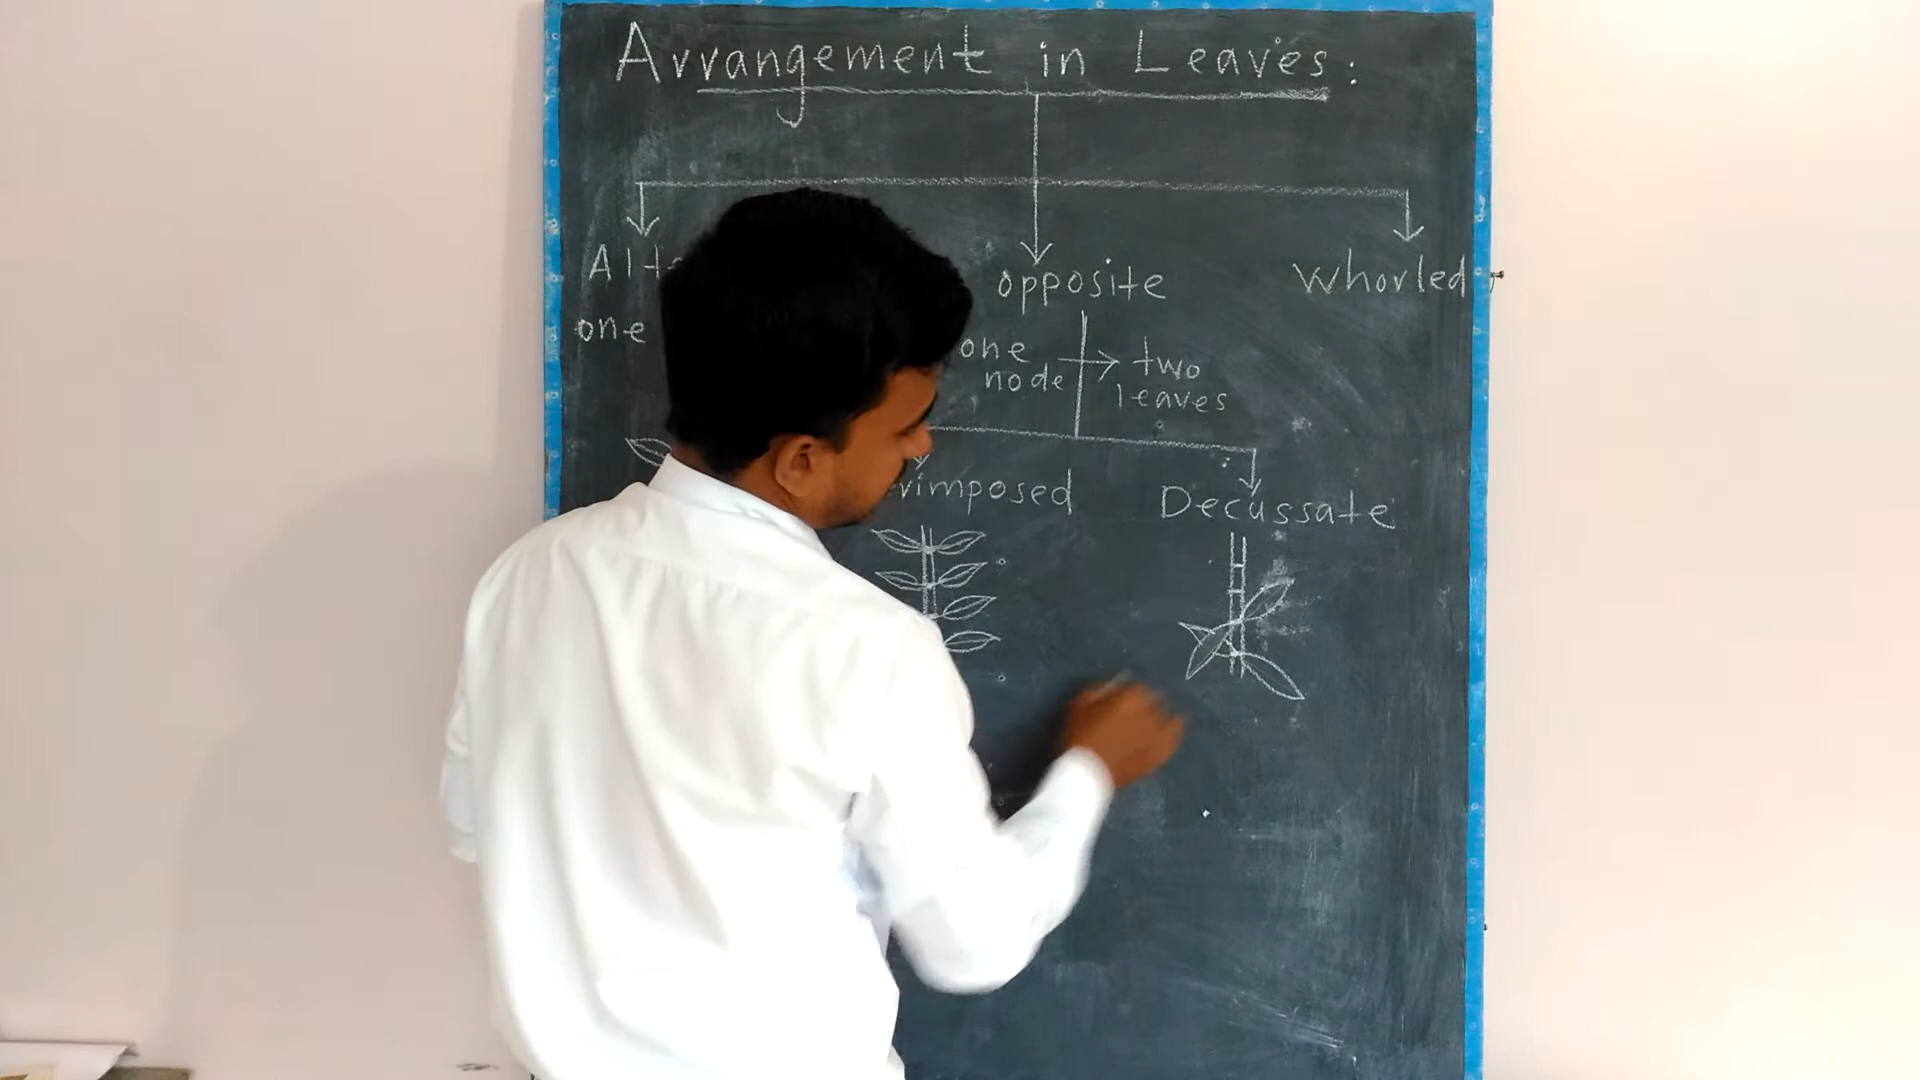 Arrangement in Leaves:
opposite
Whorled
one
one
node
two
leaves
Decussate